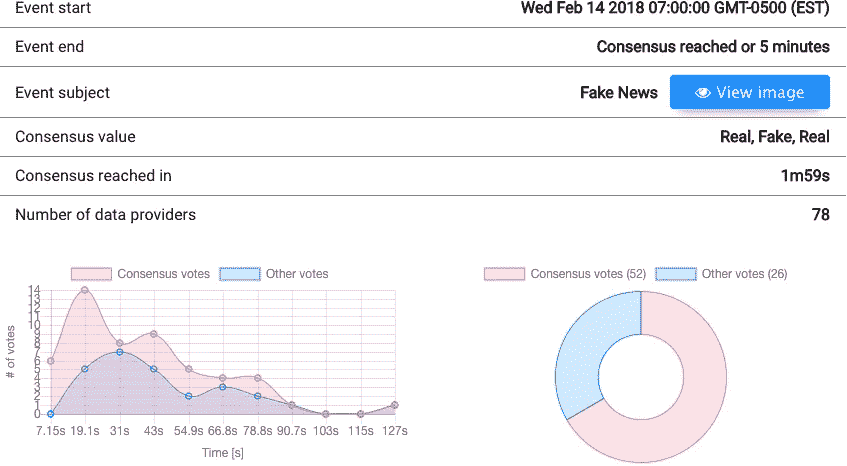 Event start Wed Feb 14 2018 07:00:00 GMT-0500 (EST)
Event end Consensus reached or 5 minutes
Event subject Fake News View image
Consensus value Real, Fake, Real
Consensus reached in 1m59s
Number of data providers 78
Consensus votes Other votes
Consensus votes (52) Other votes (26)
# of votes
14
13
12
11
10
9
8
7
6
5
4
3
2
1
0
7.15s 19.1s 31s 43s 54.9s 66.8s 78.8s 90.7s 103s 115s 127s
Time [s]